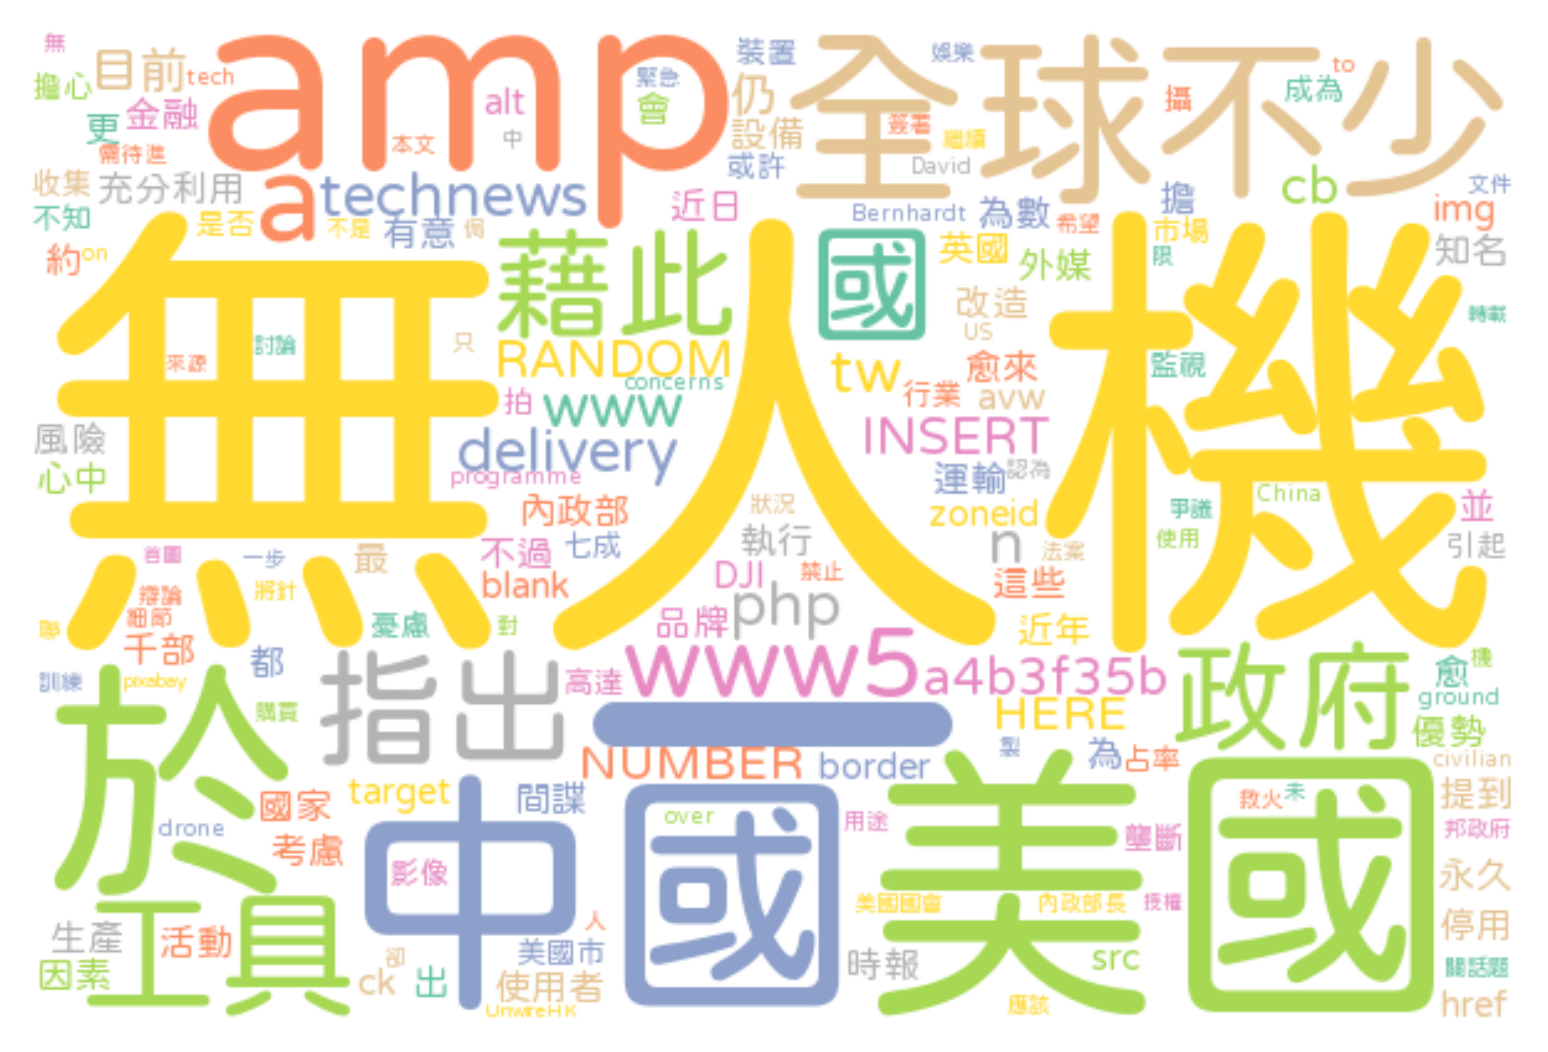 無
目前
tech
擔心
金融
更
需待進
amp
alt
緊急
會
本文
中
裝置
仍
設備
或許
娛樂
全球不少
簽署
繼續
David
攝
to
成為
收集
充分利用
a
technews
不知
是否
不是
有意
侷
近日
Bernhardt
為數
希望
擔
市場
cb
文件
img
約
on
藉此
國
英國
外媒
限
知名
改造
US
轉載
無人機
來源
討論
只
RANDOM
concerns
tw
愈來
監視
拍
www
行業
avw
風險
delivery
INSERT
心中
programme
運輸
認為
China
並
內政部
狀況
zoneid
爭議
首圖
一步
最
不過
七成
執行
n
法案
使用
引起
將針
blank
DJI
禁止
這些
辯論
細節
聯
憂慮
對
品牌
php
近年
千部
都
訓練
pixabay
指出
高達
www5
a4b3f35b
政府
愈
機
ground
購買
於
一
HERE
優勢
製
為
占率
NUMBER
border
civilian
國家
target
間諜
drone
考慮
中國
over
用途
美國
救火
未
提到
壟斷
邦政府
影像
永久
工具
美國國會
內政部長
授權
生產
活動
人
停用
因素
卻
ck
出
美國市
使用者
時報
src
關話題
UnwireHK
應該
href